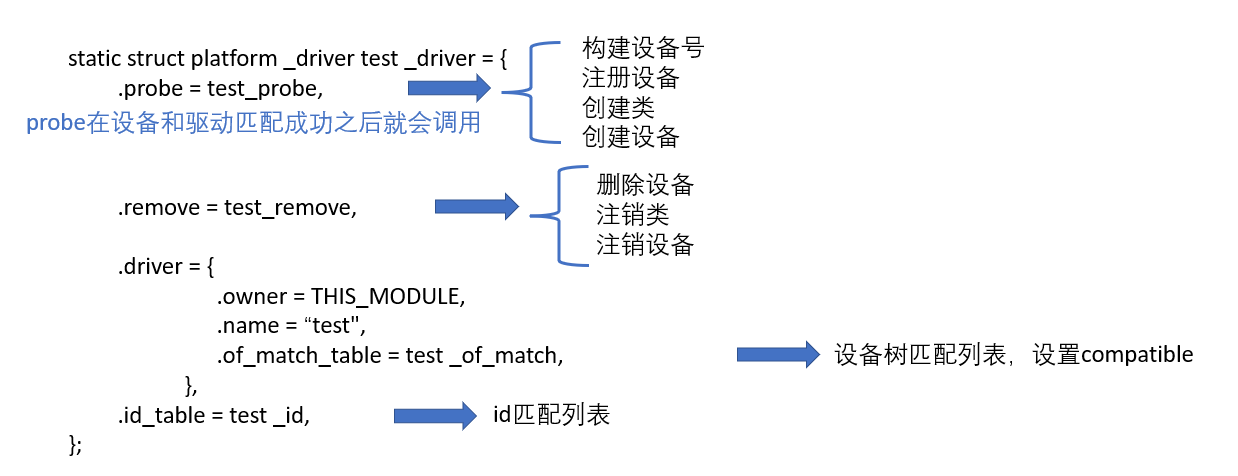 static struct platform _driver test _driver = {
.probe = test_probe,
probe在设备和驱动匹配成功之后就会调用
构建设备号
注册设备
创建类
创建设备
.remove = test_remove,
删除设备
注销类
注销设备
.driver = {
.owner = THIS_MODULE,
.name = “test",
.of_match_table = test _of_match,
设备树匹配列表，设置compatible
},
.id_table = test _id,
id匹配列表
};